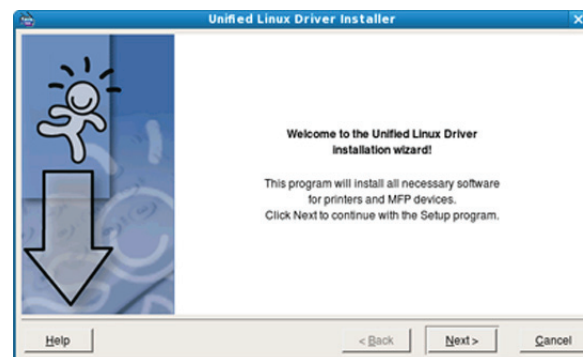 Unified Linux Driver Installer
Welcome to the Unified Linux Driver
installation wizard!
This program will install all necessary software
for printers and MFP devices.
Click Next to continue with the Setup program.
Help
< Back
Next >
Cancel